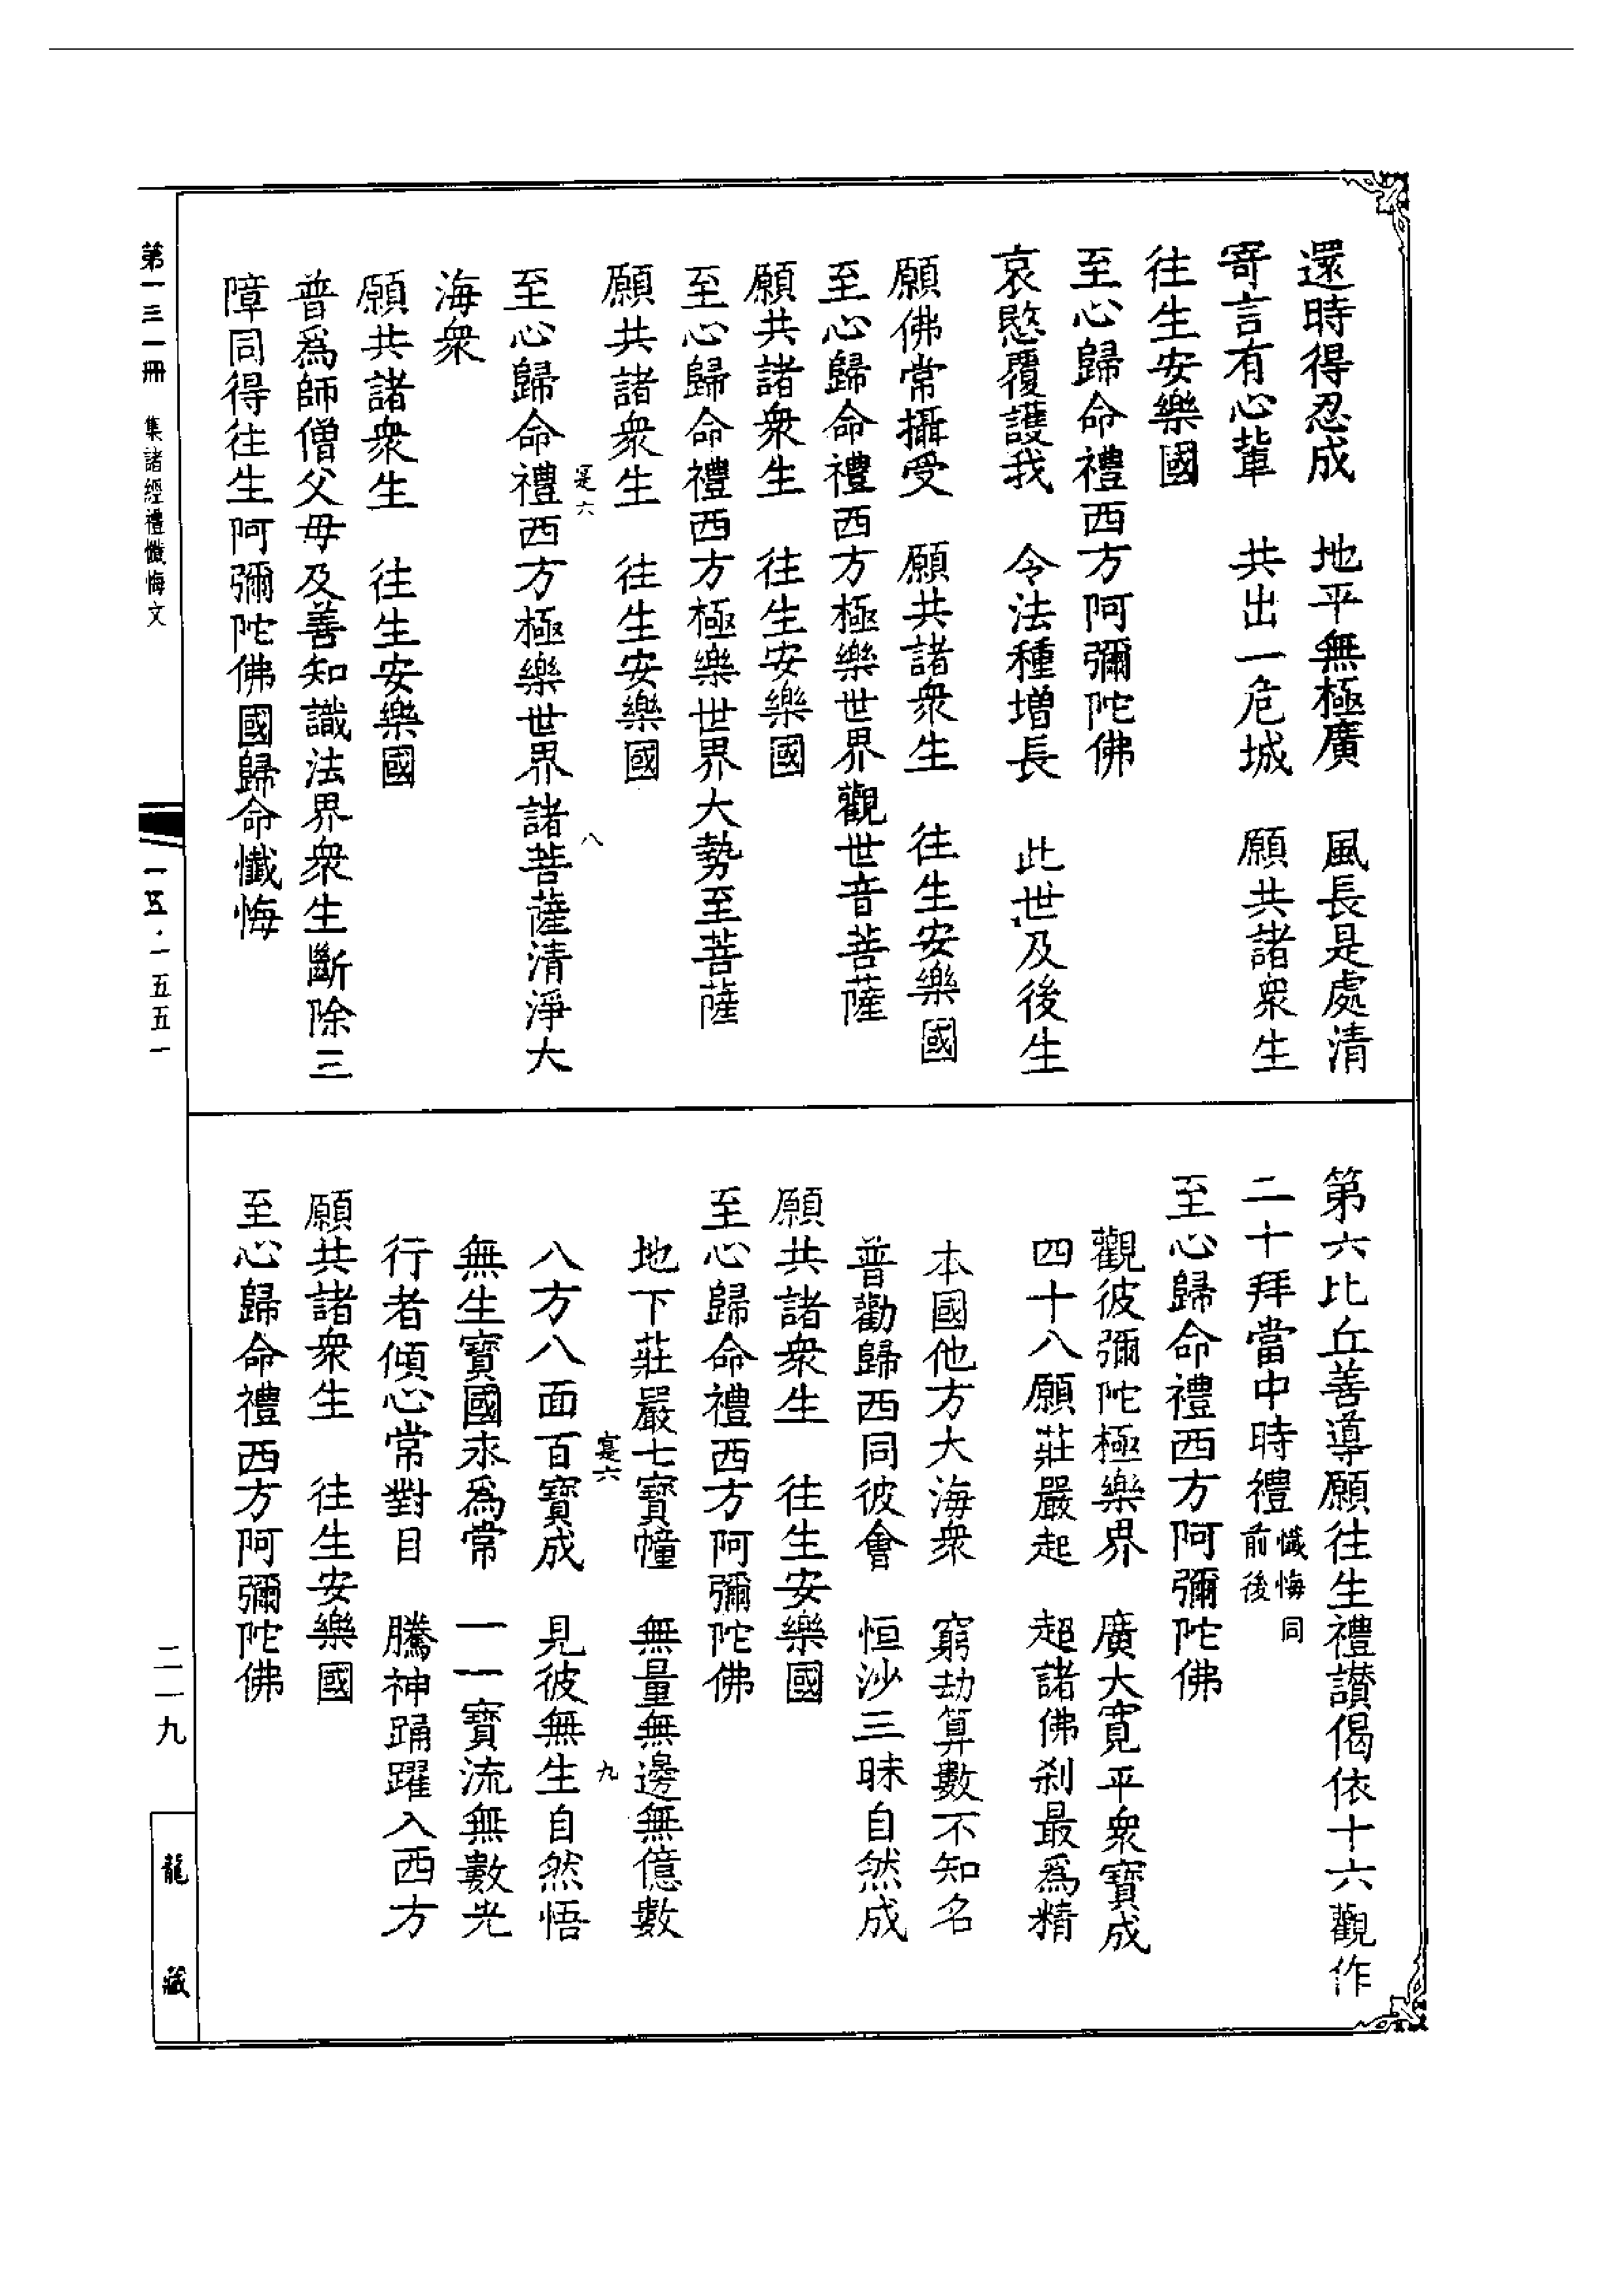 還時得忍成　地平無極廣　風長是處清
寄言有心輩　共出一危城　願共諸衆生
往生安樂國
至心歸命禮西方阿彌陀佛
哀愍覆護我　令法種増長　此世及後生
願佛常攝受　願共諸衆生　往生安樂國
至心歸命禮西方極樂世界觀世音菩薩
願共諸衆生　往生安樂國
至心歸命禮西方極樂世界大勢至菩薩
願共諸衆生　往生安樂國
寔六　八
至心歸命禮西方極樂世界諸菩薩清淨大
海衆
願共諸衆生　往生安樂國
普爲師僧父母及善知識法界衆生斷除三
障同得往生阿彌陀佛國歸命懺悔
第六比丘善導願往生禮讃偈依十六觀作
二十拜當中時禮懺悔同前後
至心歸命禮西方阿彌陀佛
觀彼彌陀極樂界　廣大寛平衆寶成
四十八願莊嚴起　超諸佛刹最爲精
本國他方大海衆　窮劫算數不知名
普勸歸西同彼會　恒沙三昧自然成
願共諸衆生　往生安樂國
至心歸命禮西方阿彌陀佛
地下莊嚴七寶幢　無量無邊無億數
寔六　九
八方八面百寶成　見彼無生自然悟
無生寶國永爲常　一一寶流無數光
行者傾心常對目　騰神踊躍入西方
願共諸衆生　往生安樂國
至心歸命禮西方阿彌陀佛
第一三一冊　集諸經禮懺悔文
一五·一五五一
二一九
龍藏